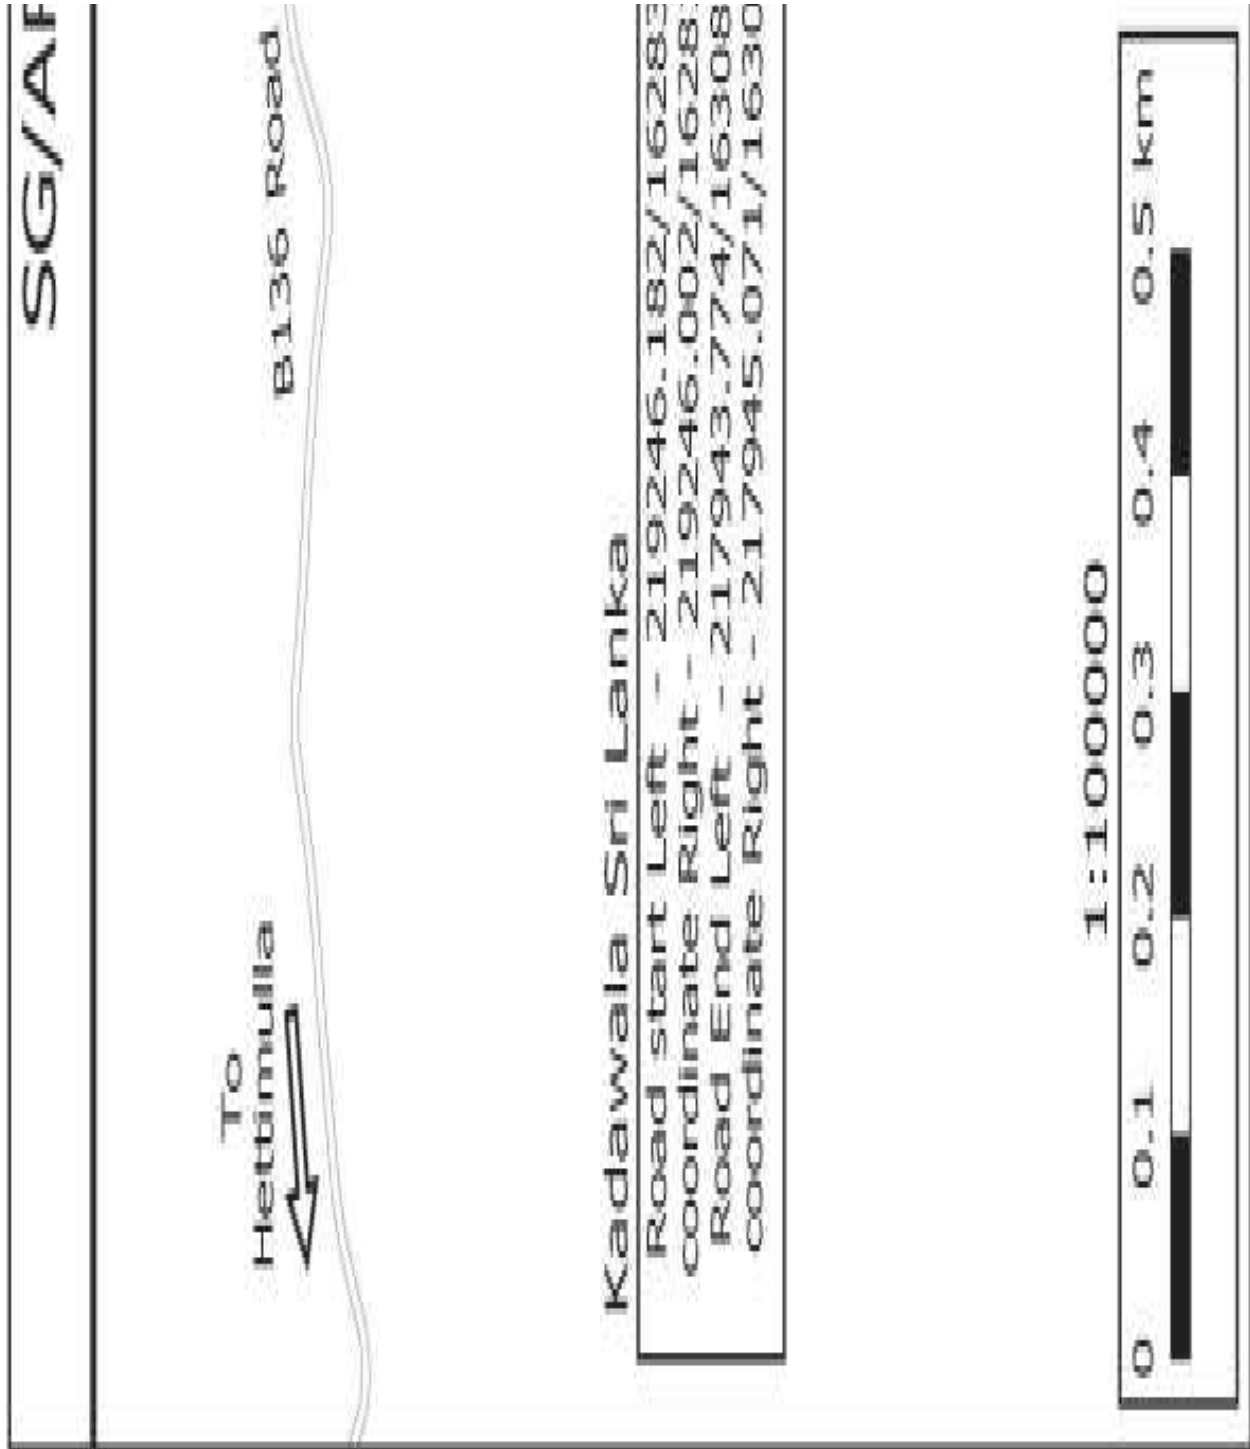 SG/AP
B136 Road
To
Hettimulla
Kadawala Sri Lanka
Road start Left - 219246.182/16283
coordinate Right - 219246.002/1628
Road End Left - 217943.774/16308
coordinate Right - 217945.071/1630
1:10000
0 0.1 0.2 0.3 0.4 0.5 km